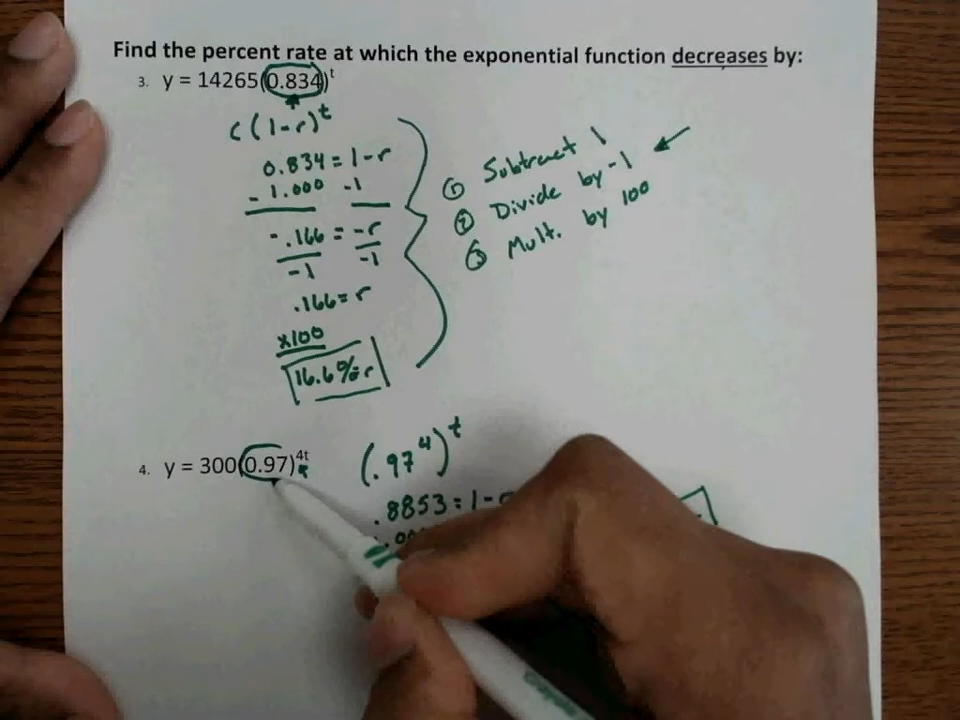 Find the percent rate at which the exponential function decreases by:
3. y = 14265(0.834)^t
c(1-r)^t
0.834 = 1-r
- 1.000 -1
-.166 = -r
-1 -1
.166 = r
x100
16.6% = r
① Subtract 1
② Divide by -1
③ Mult. by 100
4. y = 300(0.97)^4t
(.97^4)^t
.8853 = 1-r